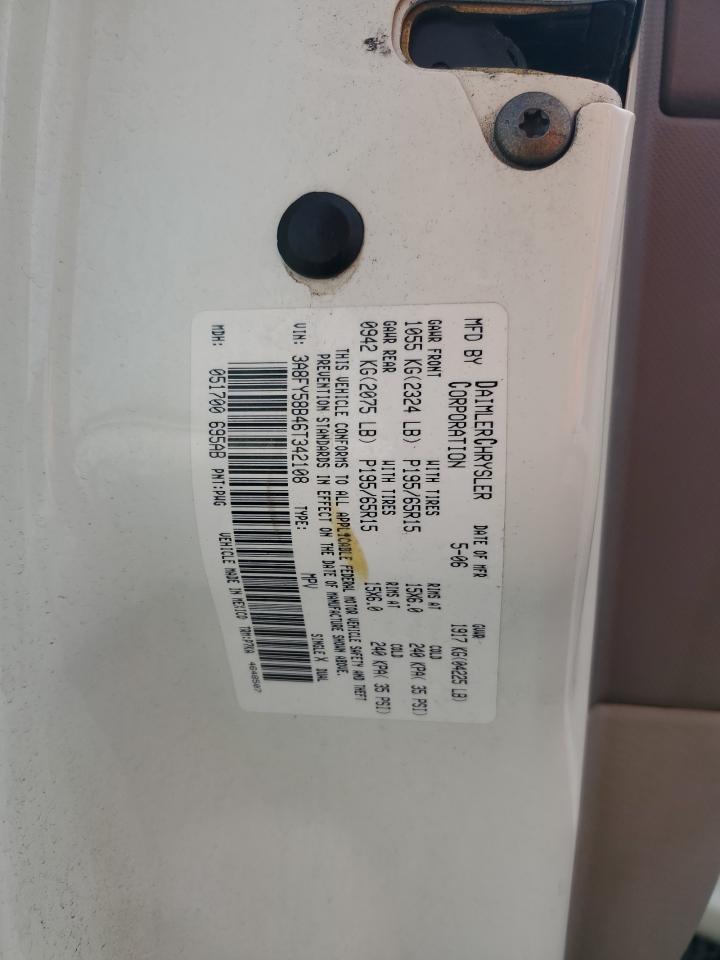 MFD BY DAIMLERCHRYSLER CORPORATION
DATE OF MFR 5-06
GVWR 1917 KG(04225 LB)
GAWR FRONT WITH TIRES RIMS AT COLD
1055 KG(2324 LB) P195/65R15 15X6.0 240 KPA( 35 PSI)
GAWR REAR WITH TIRES RIMS AT COLD
0942 KG(2075 LB) P195/65R15 15X6.0 240 KPA( 35 PSI)
THIS VEHICLE CONFORMS TO ALL APPLICABLE FEDERAL MOTOR VEHICLE SAFETY AND THEFT
PREVENTION STANDARDS IN EFFECT ON THE DATE OF MANUFACTURE SHOWN ABOVE.
VIN: 3A8FY58B46T342108 TYPE: MPV SINGLE X DUAL
MDH: 051700 695AB PNT:PWG VEHICLE MADE IN MEXICO 4648507